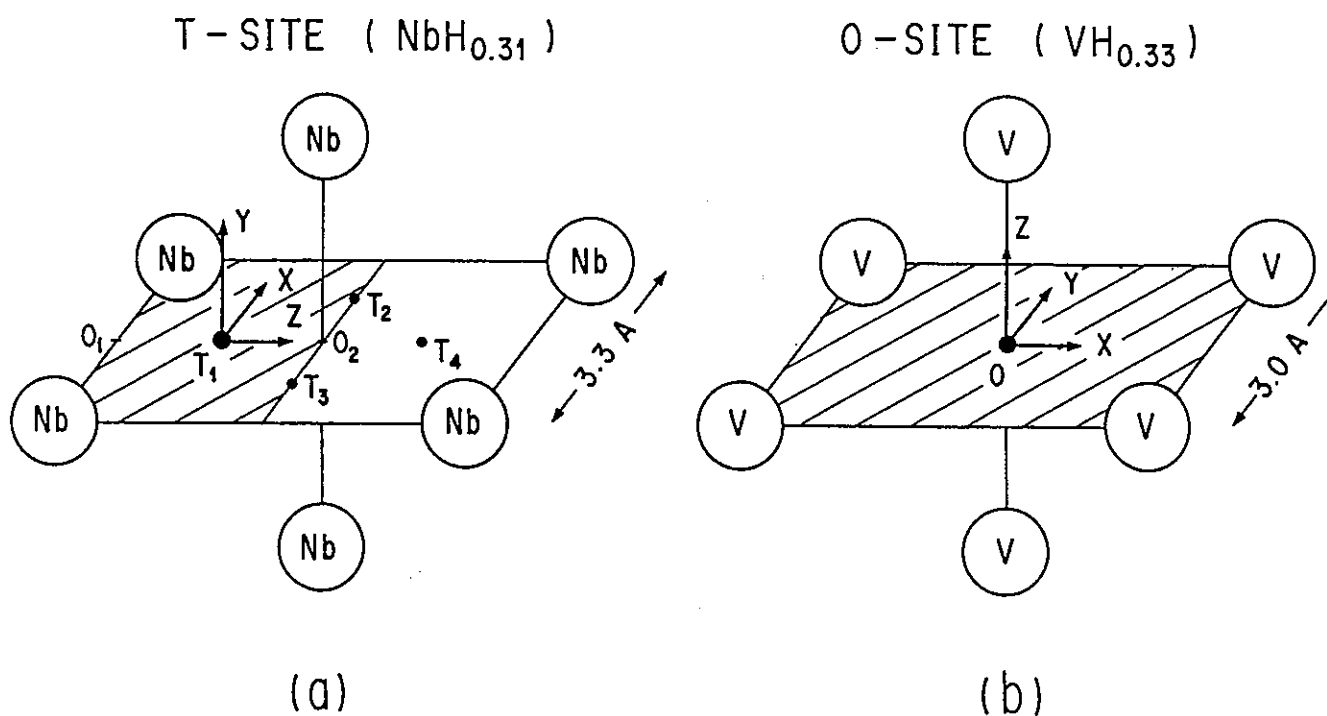 T-SITE (NbH0.31)
O-SITE (VH0.33)
Nb
V
Nb
Y
Nb
X
Z
T2
O1
T1
O2
T4
T3
3.3 A
Nb
Nb
Nb
V
Z
V
Y
X
O
3.0 A
V
V
V
(a)
(b)